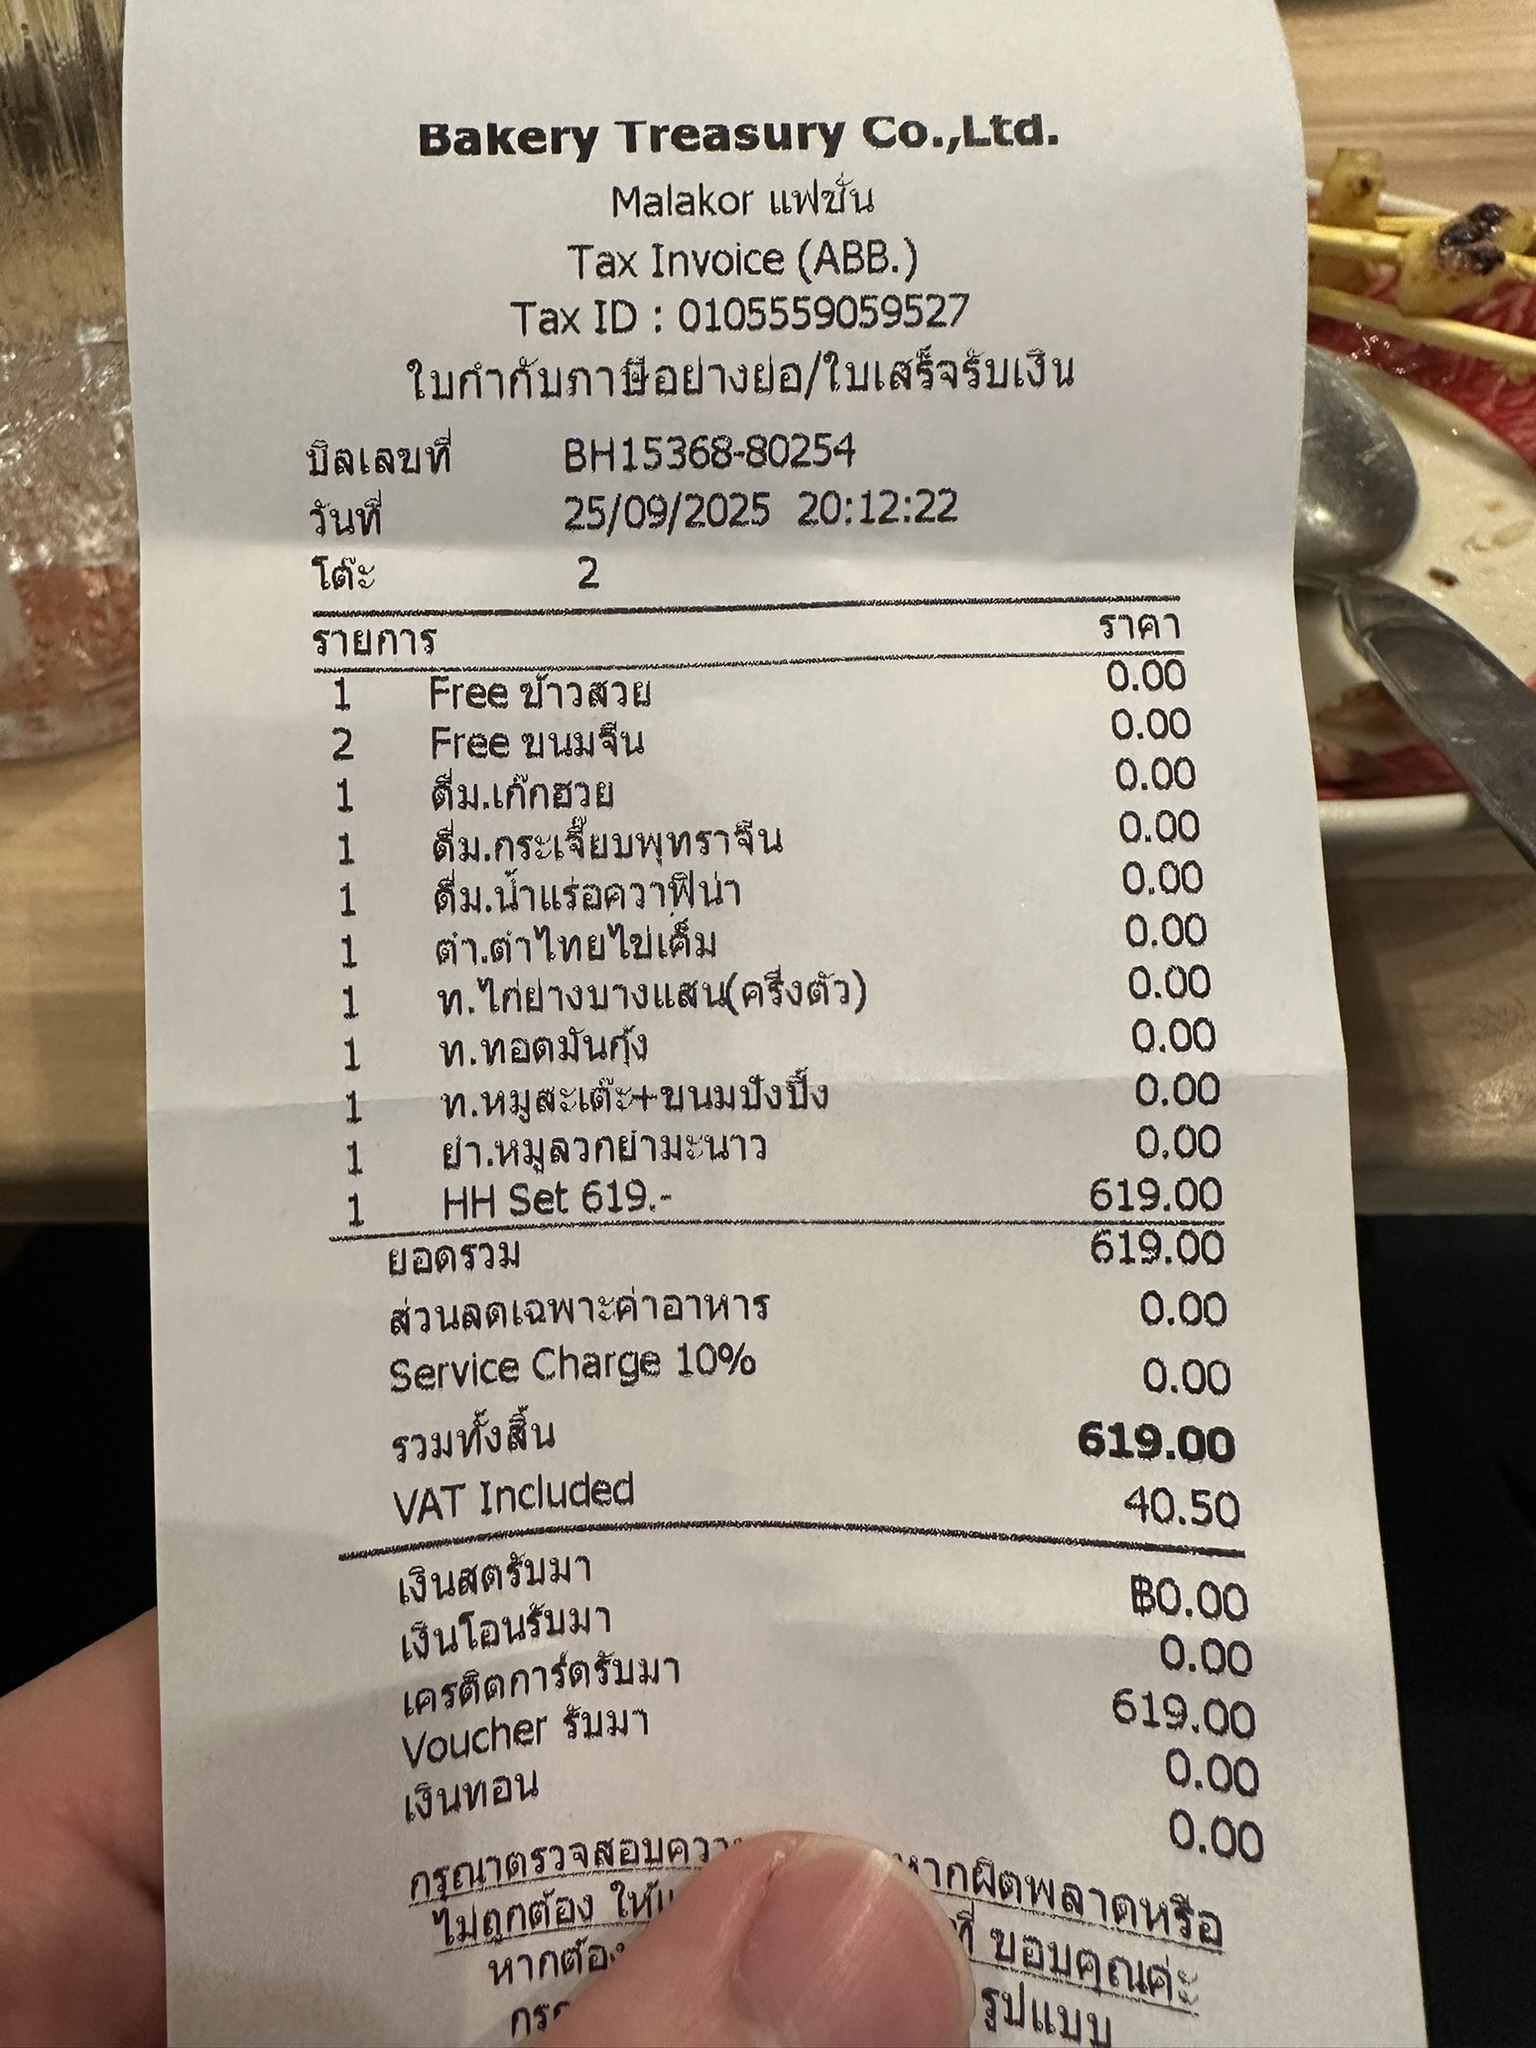 Bakery Treasury Co.,Ltd.
Malakor แฟชั่น
Tax Invoice (ABB.)
Tax ID : 0105559059527
ใบกำกับภาษีอย่างย่อ/ใบเสร็จรับเงิน
บิลเลขที่ BH15368-80254
วันที่ 25/09/2025 20:12:22
โต๊ะ 2
รายการ ราคา
1 Free ข้าวสวย 0.00
2 Free ขนมจีน 0.00
1 ดื่ม.เก๊กฮวย 0.00
1 ดื่ม.กระเจี๊ยบพุทราจีน 0.00
1 ดื่ม.น้ำแร่อควาฟิน่า 0.00
1 ตำ.ตำไทยไข่เค็ม 0.00
1 ท.ไก่ย่างบางแสน(ครึ่งตัว) 0.00
1 ท.ทอดมันกุ้ง 0.00
1 ท.หมูสะเต๊ะ+ขนมปังปิ้ง 0.00
1 ยำ.หมูลวกยำมะนาว 0.00
1 HH Set 619.- 619.00
ยอดรวม 619.00
ส่วนลดเฉพาะค่าอาหาร 0.00
Service Charge 10% 0.00
รวมทั้งสิ้น 619.00
VAT Included 40.50
เงินสดรับมา ฿0.00
เงินโอนรับมา 0.00
เครดิตการ์ดรับมา 619.00
Voucher รับมา 0.00
เงินทอน 0.00
กรุณาตรวจสอบ หากผิดพลาดหรือ
ไม่ถูกต้อง ขอบคุณค่ะ
หากต้อง รูปแบบ